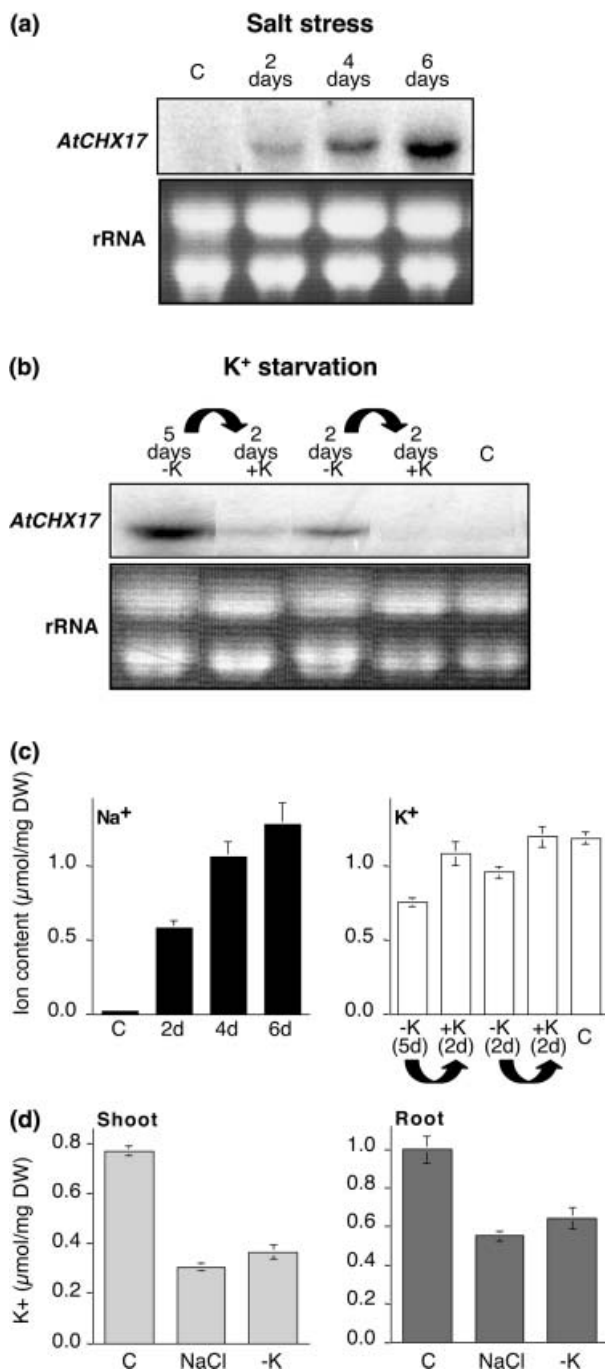 (a) Salt stress
C 2 days 4 days 6 days
AtCHX17
rRNA
(b) K+ starvation
5 days -K 2 days +K 2 days -K 2 days +K C
AtCHX17
rRNA
(c)
Ion content (µmol/mg DW)
Na+
1.0
0.5
0.0
C 2d 4d 6d
K+
1.0
0.5
0.0
-K (5d) +K (2d) -K (2d) +K (2d) C
(d) Shoot
K+ (µmol/mg DW)
0.8
0.6
0.4
0.2
0.0
C NaCl -K
Root
1.0
0.8
0.6
0.4
0.2
0.0
C NaCl -K